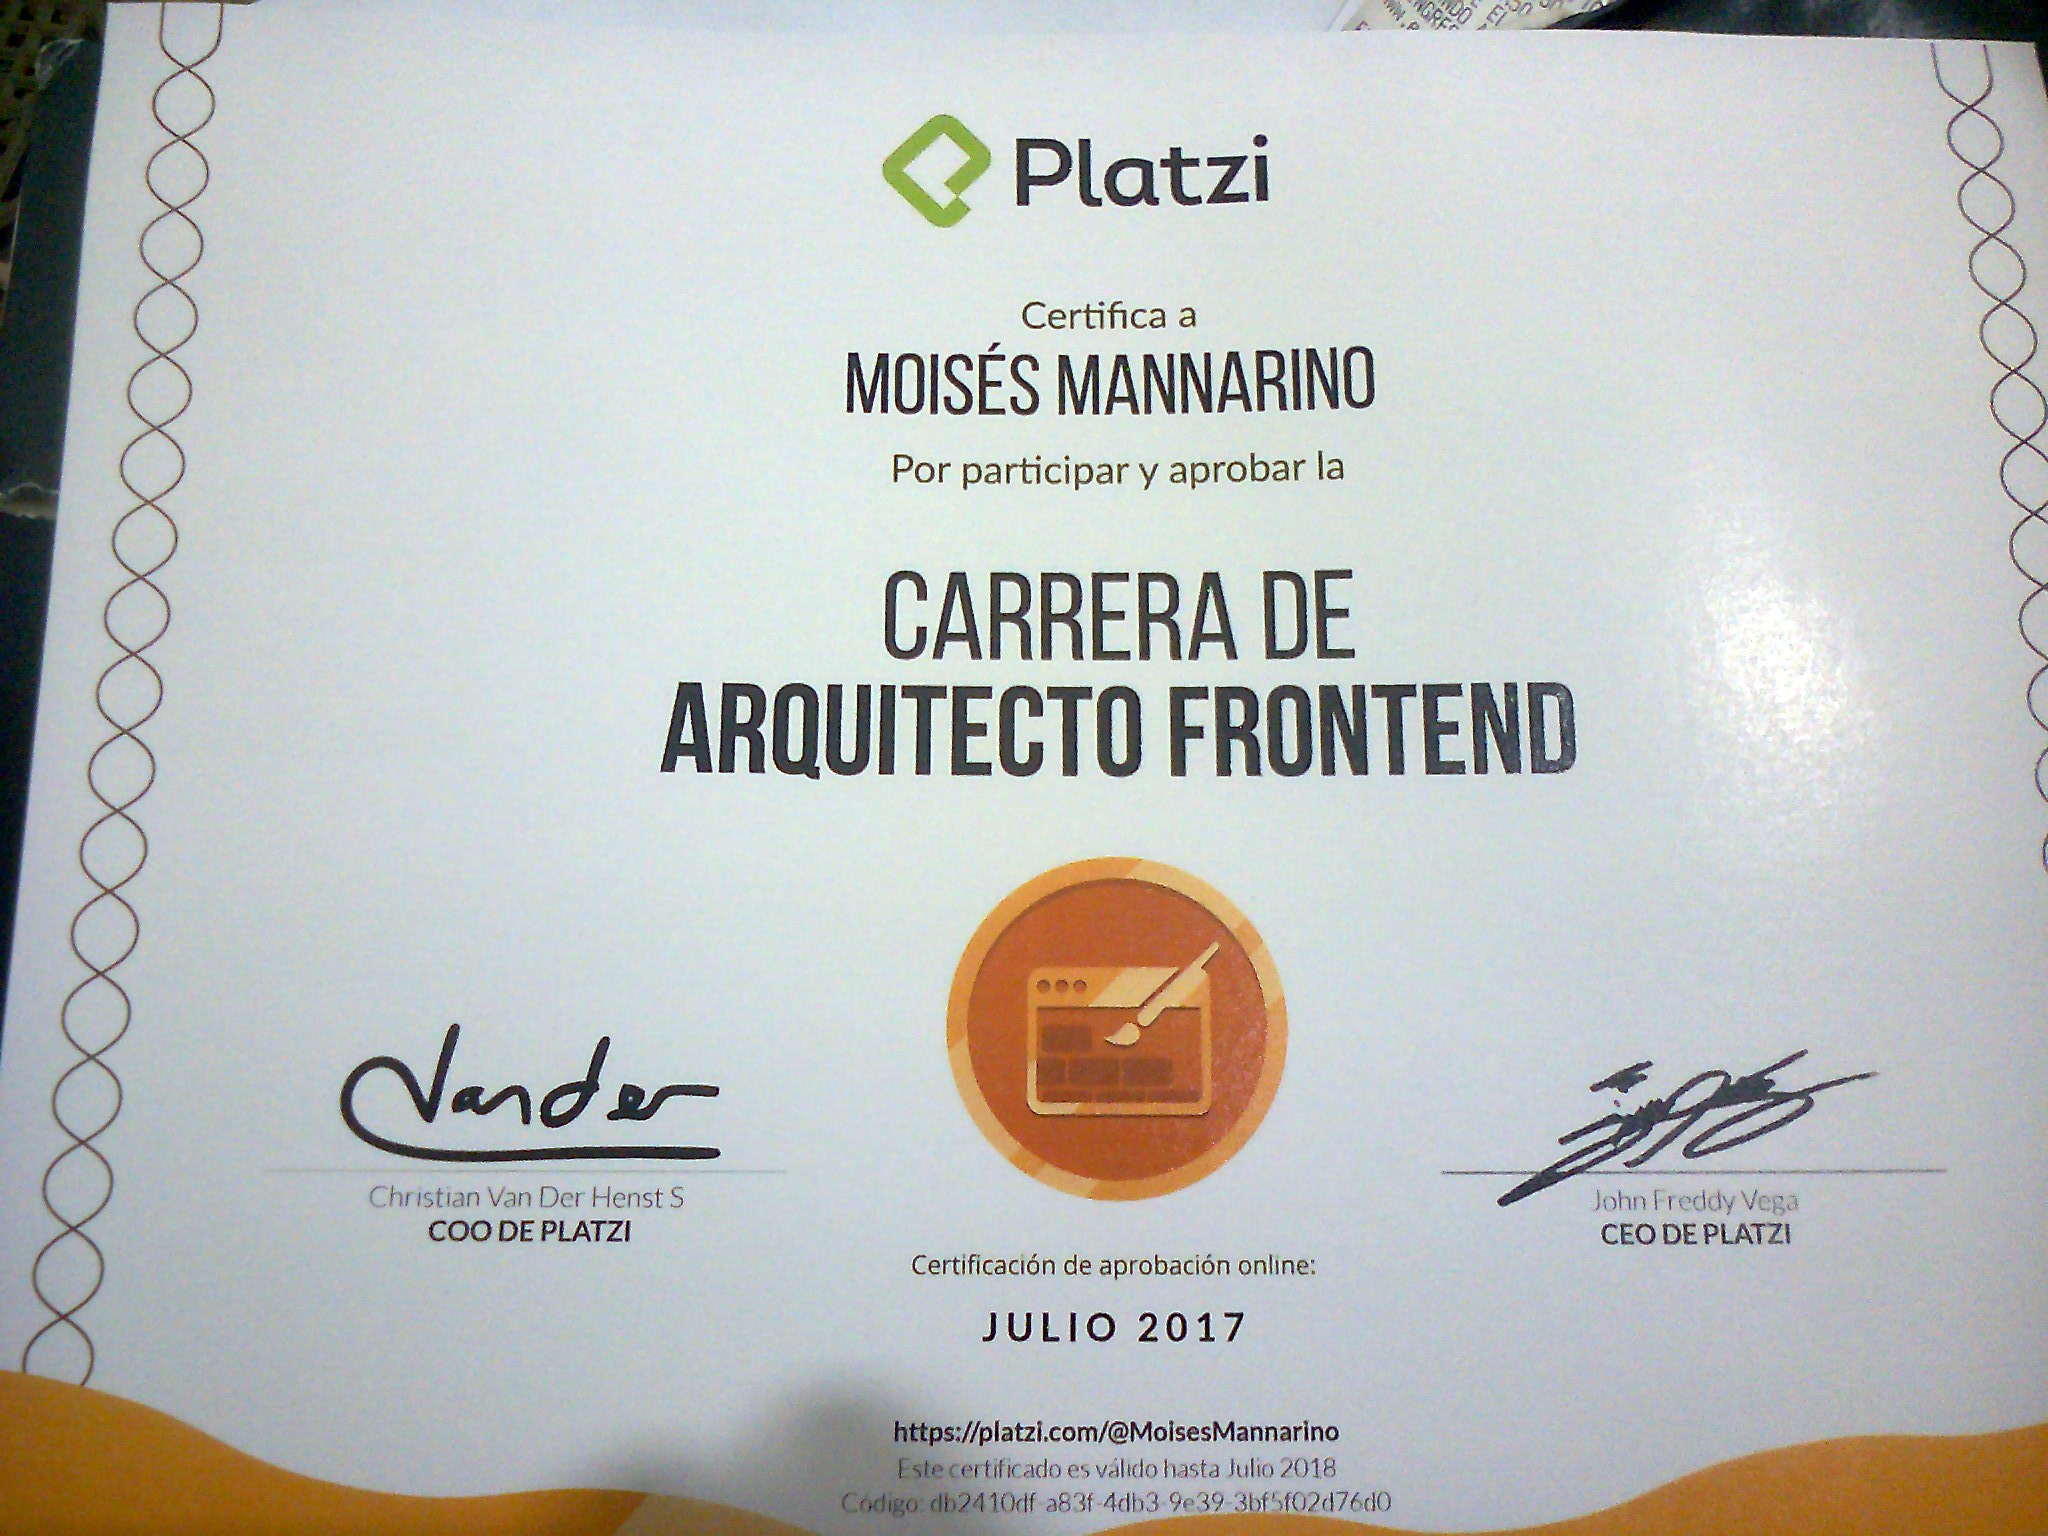 Platzi
Certifica a
MOISÉS MANNARINO
Por participar y aprobar la
CARRERA DE
ARQUITECTO FRONTEND
Vander
Christian Van Der Henst S
COO DE PLATZI
John Freddy Vega
CEO DE PLATZI
Certificación de aprobación online:
JULIO 2017
https://platzi.com/@MoisesMannarino
Este certificado es válido hasta Julio 2018
Código: db2410df-a83f-4db3-9e39-3bf5f02d76d0